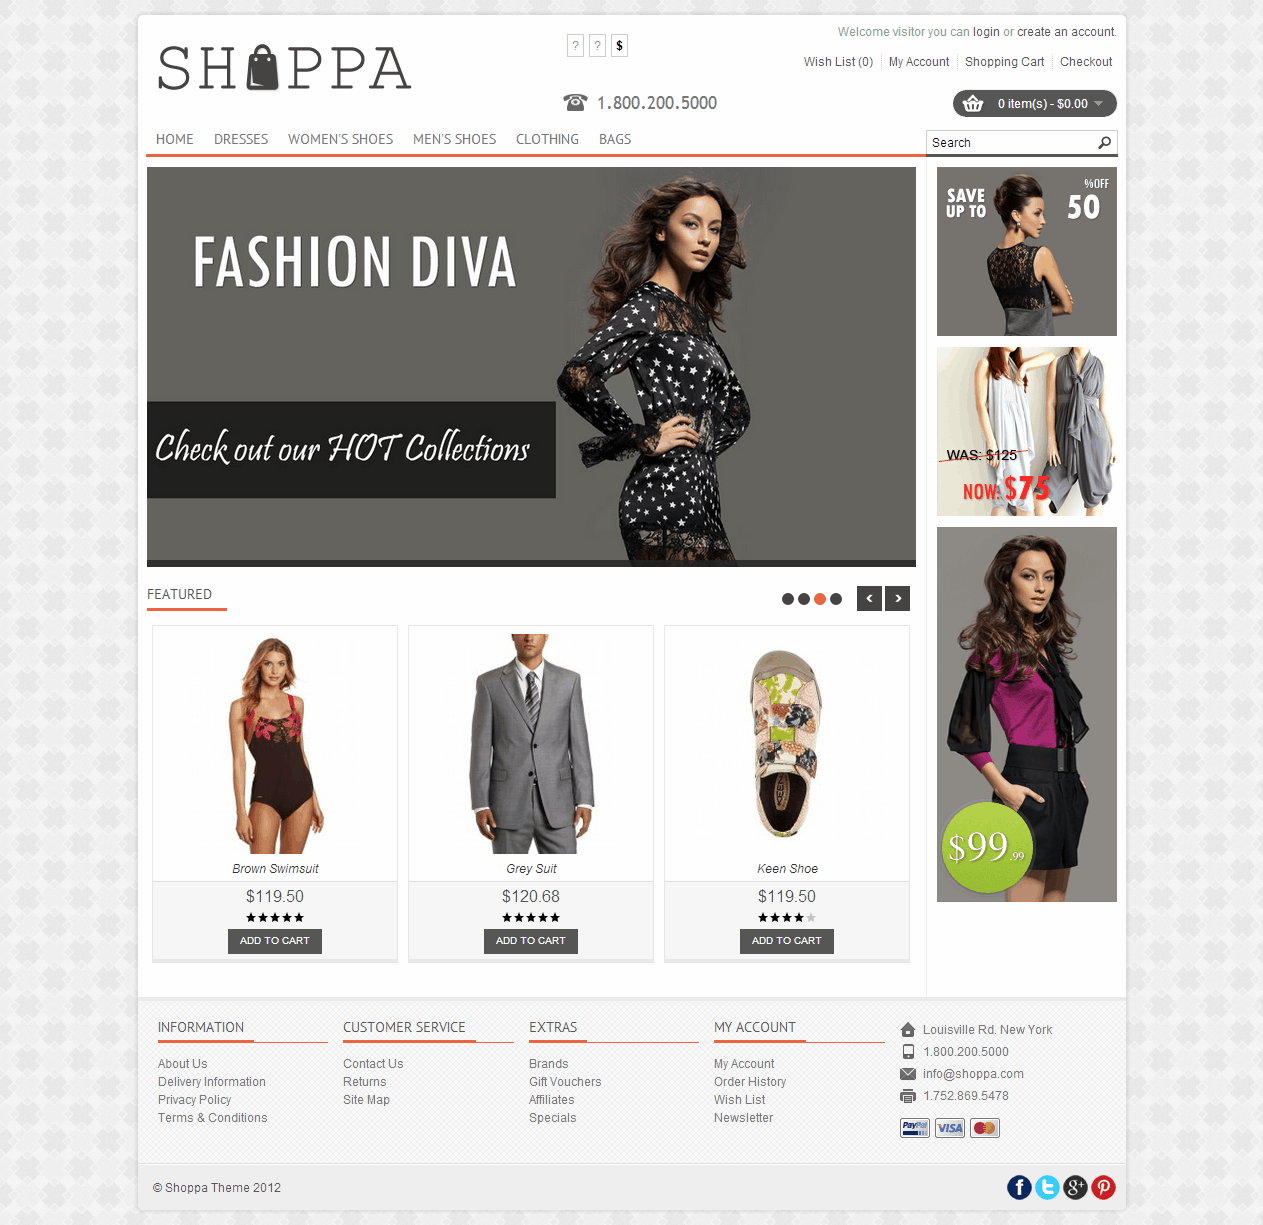 SHOPPA
? ? $
Welcome visitor you can login or create an account.
Wish List (0) My Account Shopping Cart Checkout
1.800.200.5000
0 item(s) - $0.00
HOME DRESSES WOMEN'S SHOES MEN'S SHOES CLOTHING BAGS
Search
FASHION DIVA
Check out our HOT Collections
SAVE UP TO
%OFF
50
WAS: $125
NOW: $75
$99.99
FEATURED
Brown Swimsuit
$119.50
ADD TO CART
Grey Suit
$120.68
ADD TO CART
Keen Shoe
$119.50
ADD TO CART
INFORMATION
About Us
Delivery Information
Privacy Policy
Terms & Conditions
CUSTOMER SERVICE
Contact Us
Returns
Site Map
EXTRAS
Brands
Gift Vouchers
Affiliates
Specials
MY ACCOUNT
My Account
Order History
Wish List
Newsletter
Louisville Rd. New York
1.800.200.5000
info@shoppa.com
1.752.869.5478
PayPal VISA
© Shoppa Theme 2012